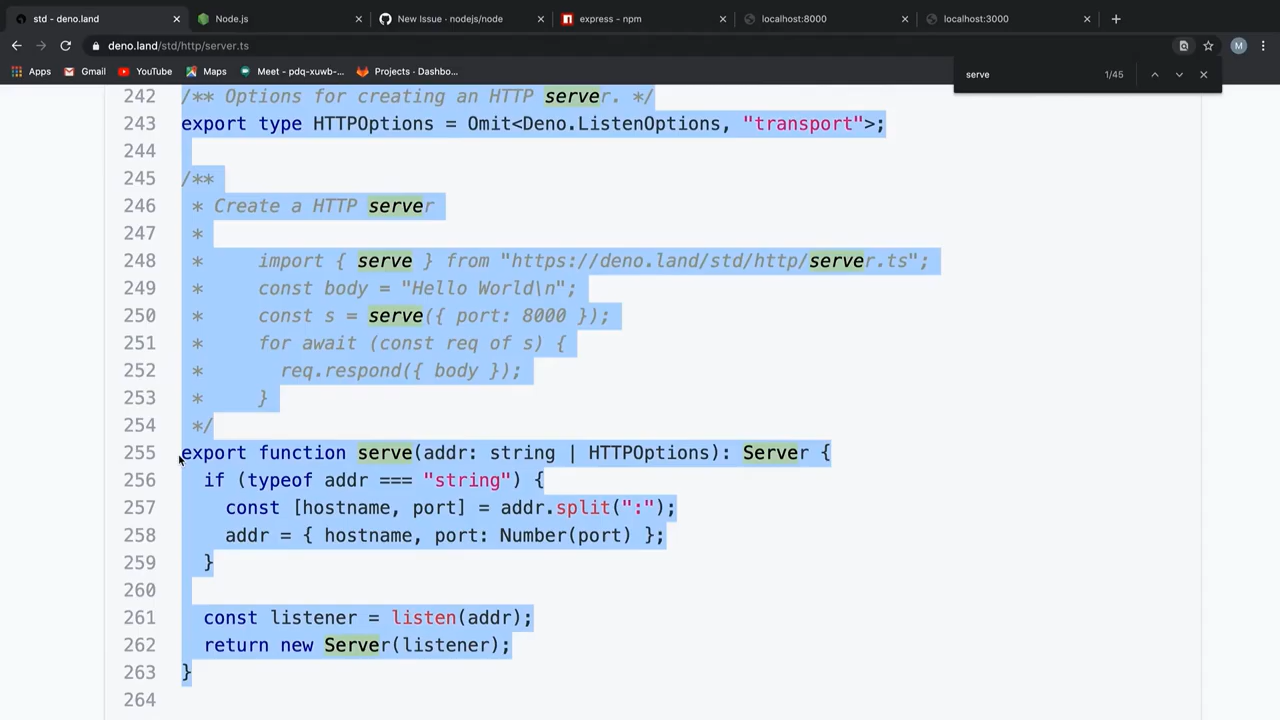 std - deno.land
Node.js
New Issue · nodejs/node
express - npm
localhost:8000
localhost:3000
deno.land/std/http/server.ts
M
Apps
Gmail
YouTube
Maps
Meet - pdq-xuwb-...
Projects · Dashbo...
serve
1/45
242 /** Options for creating an HTTP server. */
243 export type HTTPOptions = Omit<Deno.ListenOptions, "transport">;
244
245 /**
246  * Create a HTTP server
247  *
248  *     import { serve } from "https://deno.land/std/http/server.ts";
249  *     const body = "Hello World\n";
250  *     const s = serve({ port: 8000 });
251  *     for await (const req of s) {
252  *       req.respond({ body });
253  *     }
254  */
255 export function serve(addr: string | HTTPOptions): Server {
256   if (typeof addr === "string") {
257     const [hostname, port] = addr.split(":");
258     addr = { hostname, port: Number(port) };
259   }
260
261   const listener = listen(addr);
262   return new Server(listener);
263 }
264